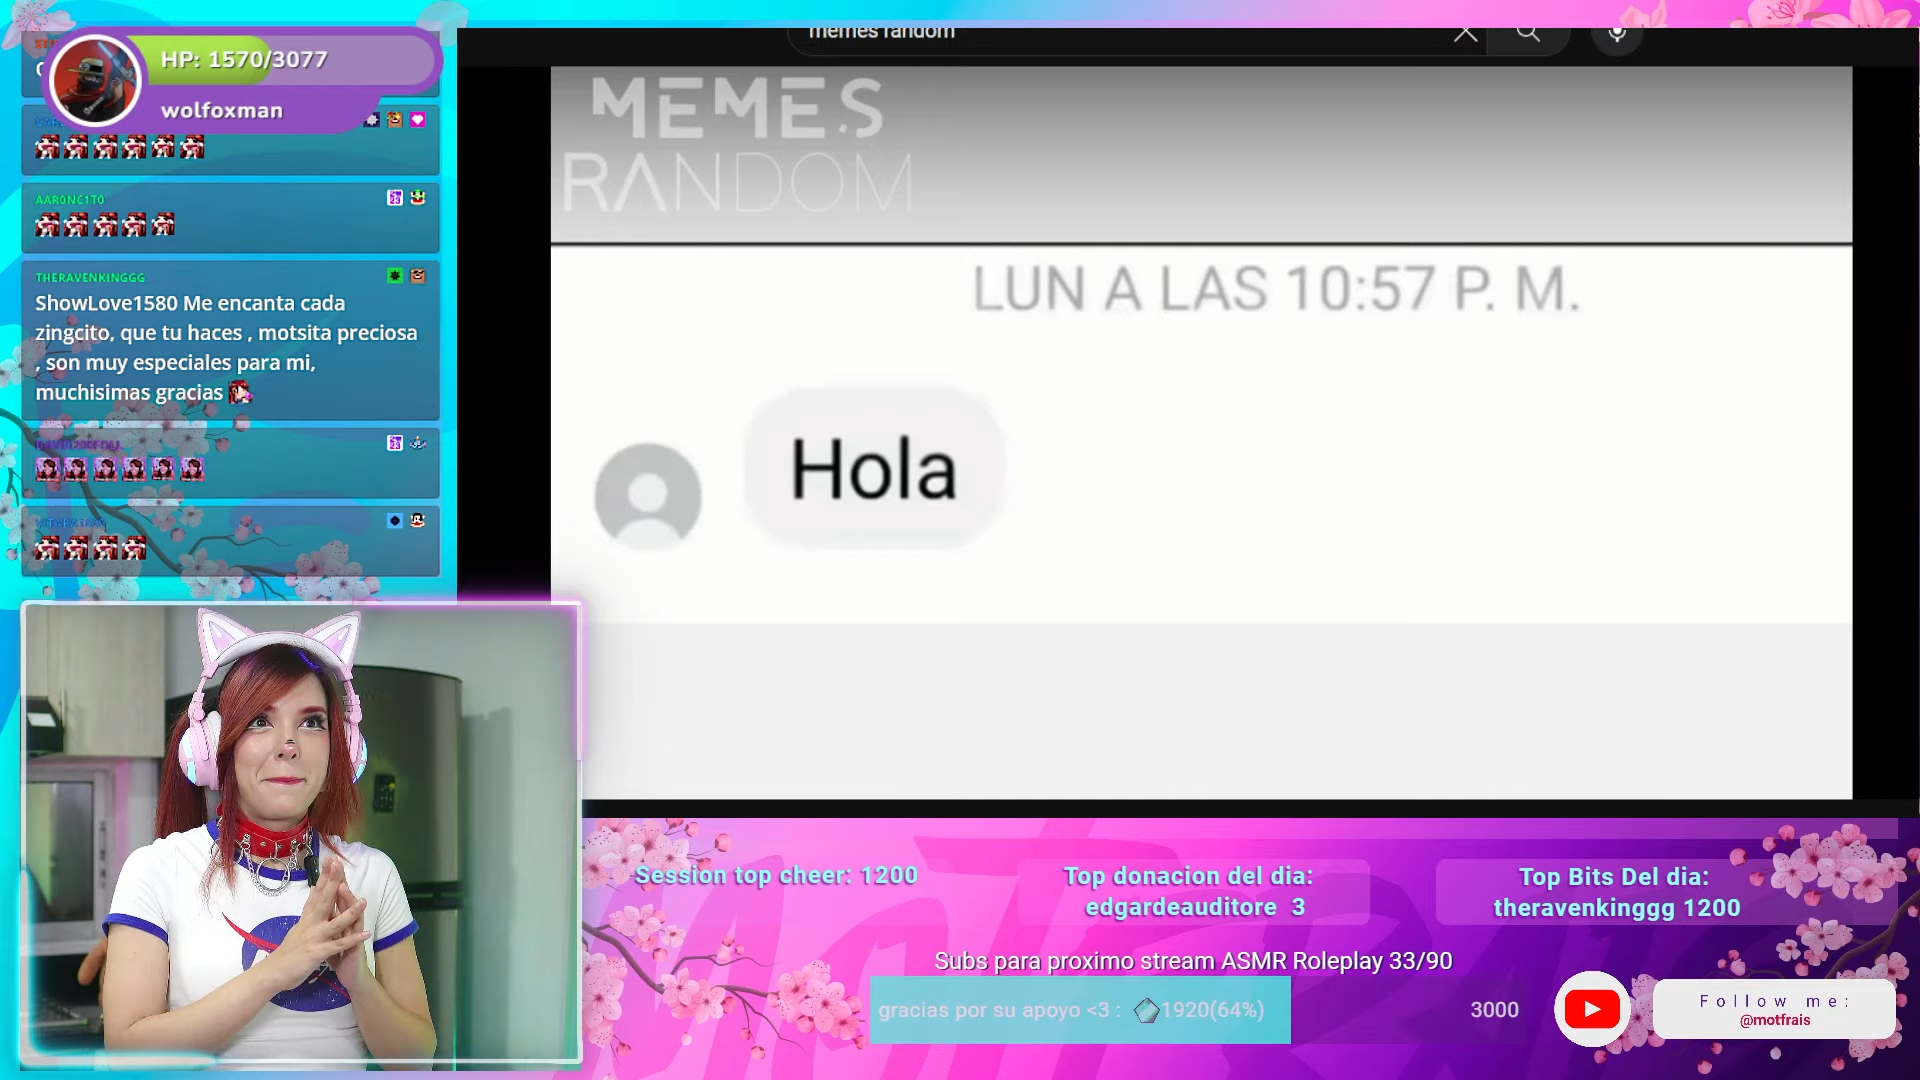 HP: 1570/3077
wolfoxman
AARONC1TO
THERAVENKINGGG
ShowLove1580 Me encanta cada
zingcito, que tu haces , motsita preciosa
, son muy especiales para mi,
muchisimas gracias
memes random
MEMES
RANDOM
LUN A LAS 10:57 P. M.
Hola
Session top cheer: 1200
Top donacion del dia:
edgardeauditore 3
Top Bits Del dia:
theravenkinggg 1200
Subs para proximo stream ASMR Roleplay 33/90
gracias por su apoyo <3 : 1920(64%)
3000
Follow me:
@motfrais